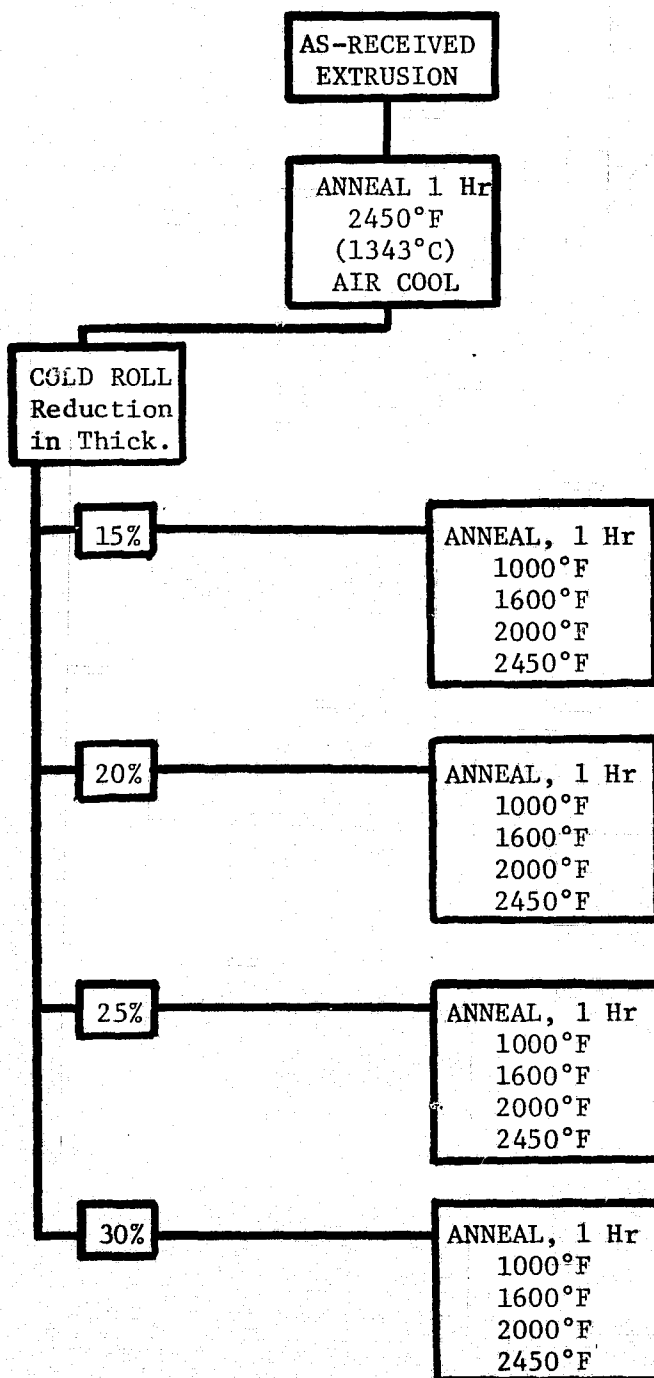 AS-RECEIVED
EXTRUSION
ANNEAL 1 Hr
2450°F
(1343°C)
AIR COOL
COLD ROLL
Reduction
in Thick.
15%
ANNEAL, 1 Hr
1000°F
1600°F
2000°F
2450°F
20%
ANNEAL, 1 Hr
1000°F
1600°F
2000°F
2450°F
25%
ANNEAL, 1 Hr
1000°F
1600°F
2000°F
2450°F
30%
ANNEAL, 1 Hr
1000°F
1600°F
2000°F
2450°F